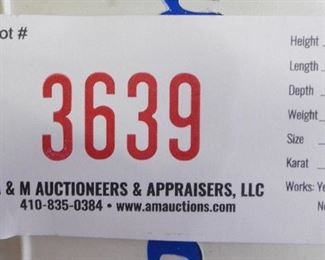 ot #
3639
& M AUCTIONEERS & APPRAISERS, LLC
410-835-0384 • www.amauctions.com
Height
Length
Depth
Weight
Size
Karat
Works: Ye
N